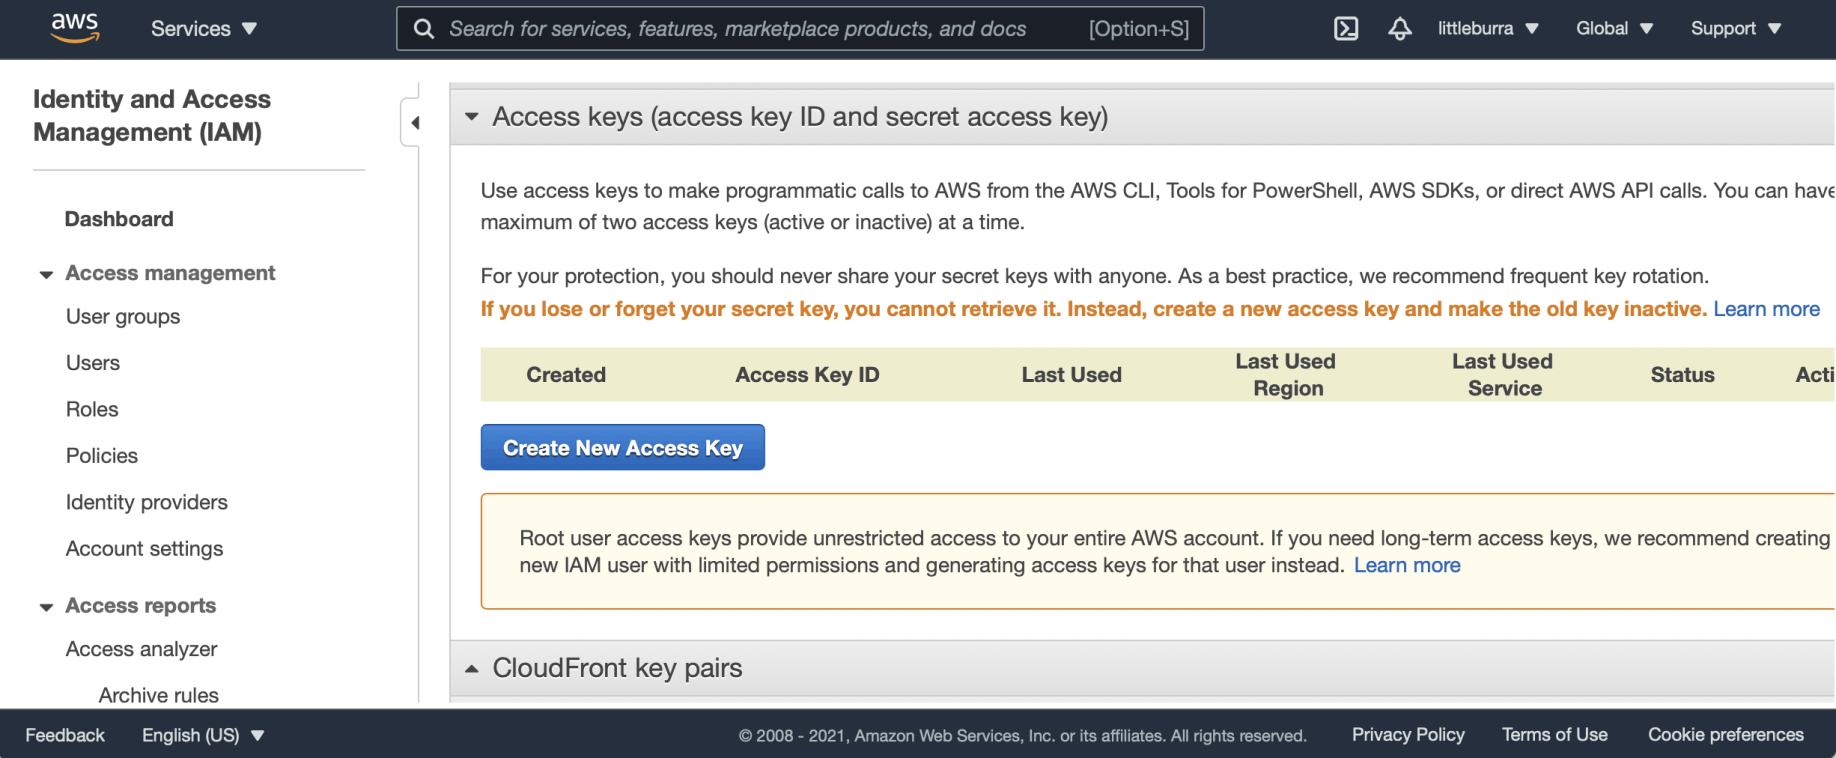 aws
Services
Search for services, features, marketplace products, and docs
[Option+S]
littleburra
Global
Support
Identity and Access
Management (IAM)
Dashboard
Access management
User groups
Users
Roles
Policies
Identity providers
Account settings
Access reports
Access analyzer
Archive rules
Access keys (access key ID and secret access key)
Use access keys to make programmatic calls to AWS from the AWS CLI, Tools for PowerShell, AWS SDKs, or direct AWS API calls. You can have
maximum of two access keys (active or inactive) at a time.
For your protection, you should never share your secret keys with anyone. As a best practice, we recommend frequent key rotation.
If you lose or forget your secret key, you cannot retrieve it. Instead, create a new access key and make the old key inactive. Learn more
Created
Access Key ID
Last Used
Last Used
Region
Last Used
Service
Status
Acti
Create New Access Key
Root user access keys provide unrestricted access to your entire AWS account. If you need long-term access keys, we recommend creating
new IAM user with limited permissions and generating access keys for that user instead. Learn more
CloudFront key pairs
Feedback
English (US)
© 2008 - 2021, Amazon Web Services, Inc. or its affiliates. All rights reserved.
Privacy Policy
Terms of Use
Cookie preferences